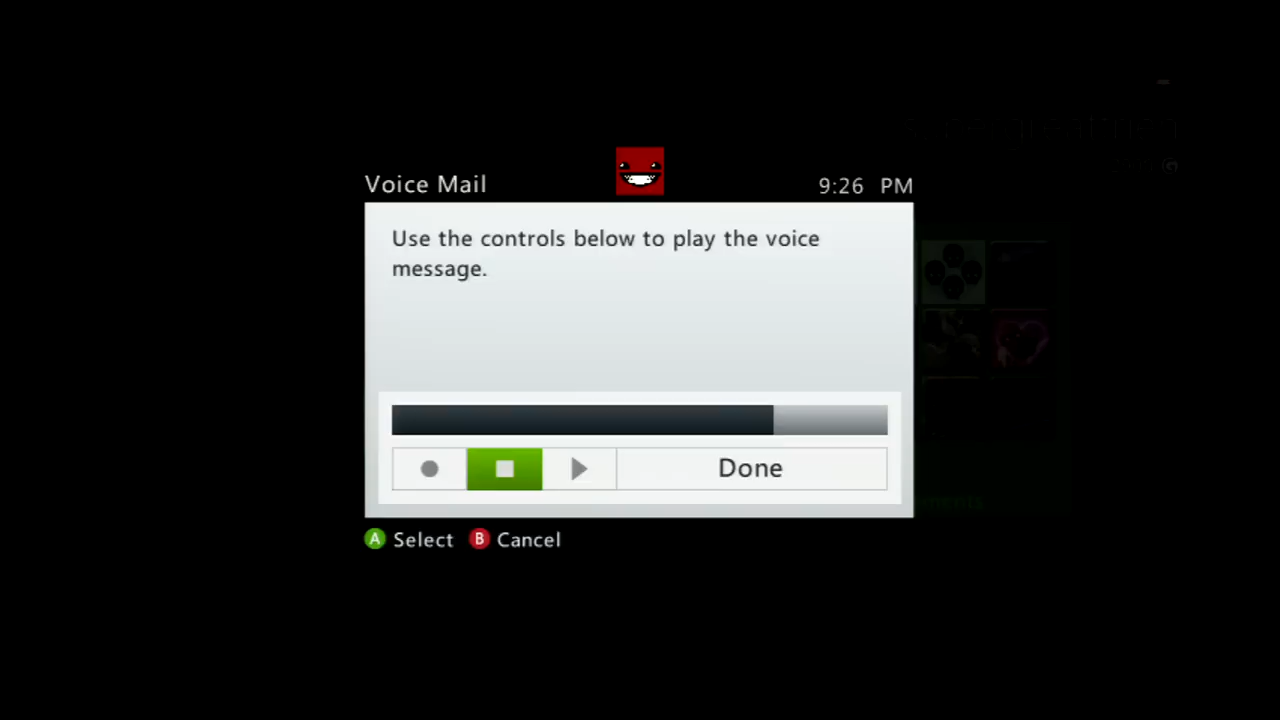 Voice Mail
9:26 PM
Use the controls below to play the voice
message.
Done
A Select B Cancel